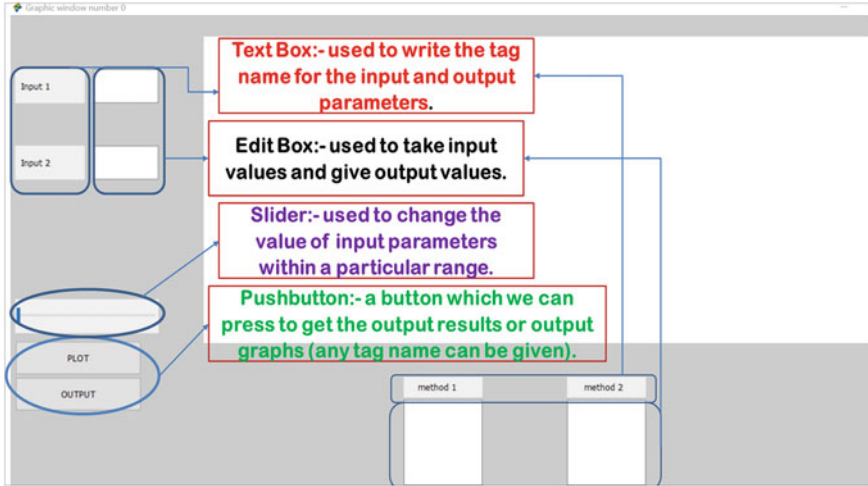 Graphic window number 0
Text Box:- used to write the tag
name for the input and output
parameters.
Input 1
Edit Box:- used to take input
values and give output values.
Input 2
Slider:- used to change the
value of input parameters
within a particular range.
Pushbutton:- a button which we can
press to get the output results or output
graphs (any tag name can be given).
PLOT
OUTPUT
method 1
method 2